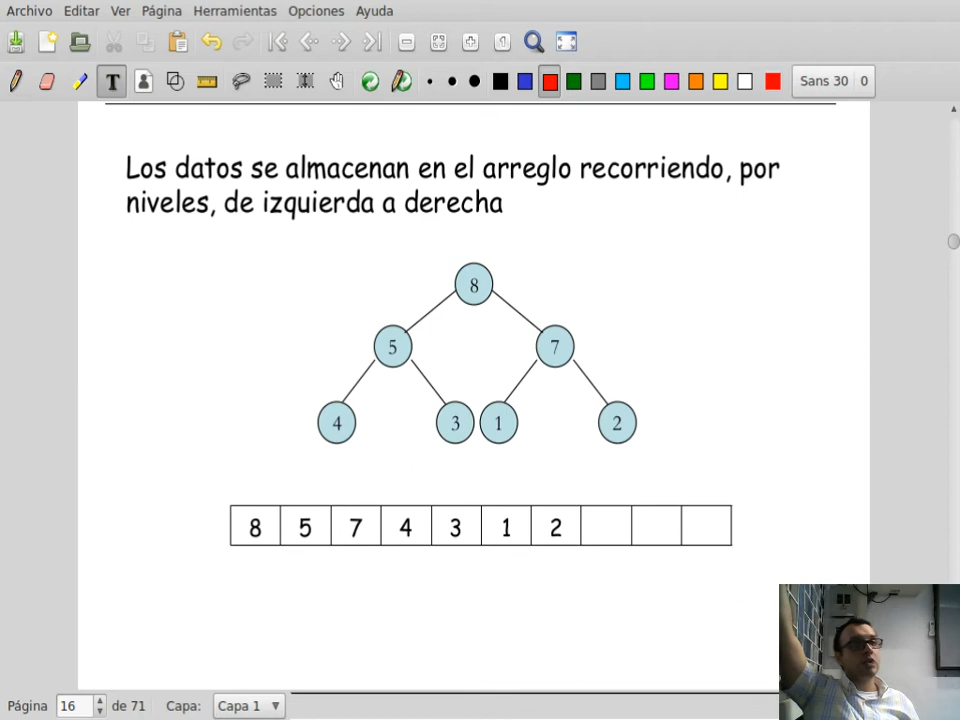 Archivo Editar Ver Página Herramientas Opciones Ayuda
T Sans 30 0
Los datos se almacenan en el arreglo recorriendo, por
niveles, de izquierda a derecha
8
5 7
4 3 1 2
8 5 7 4 3 1 2
Página 16 de 71 Capa: Capa 1